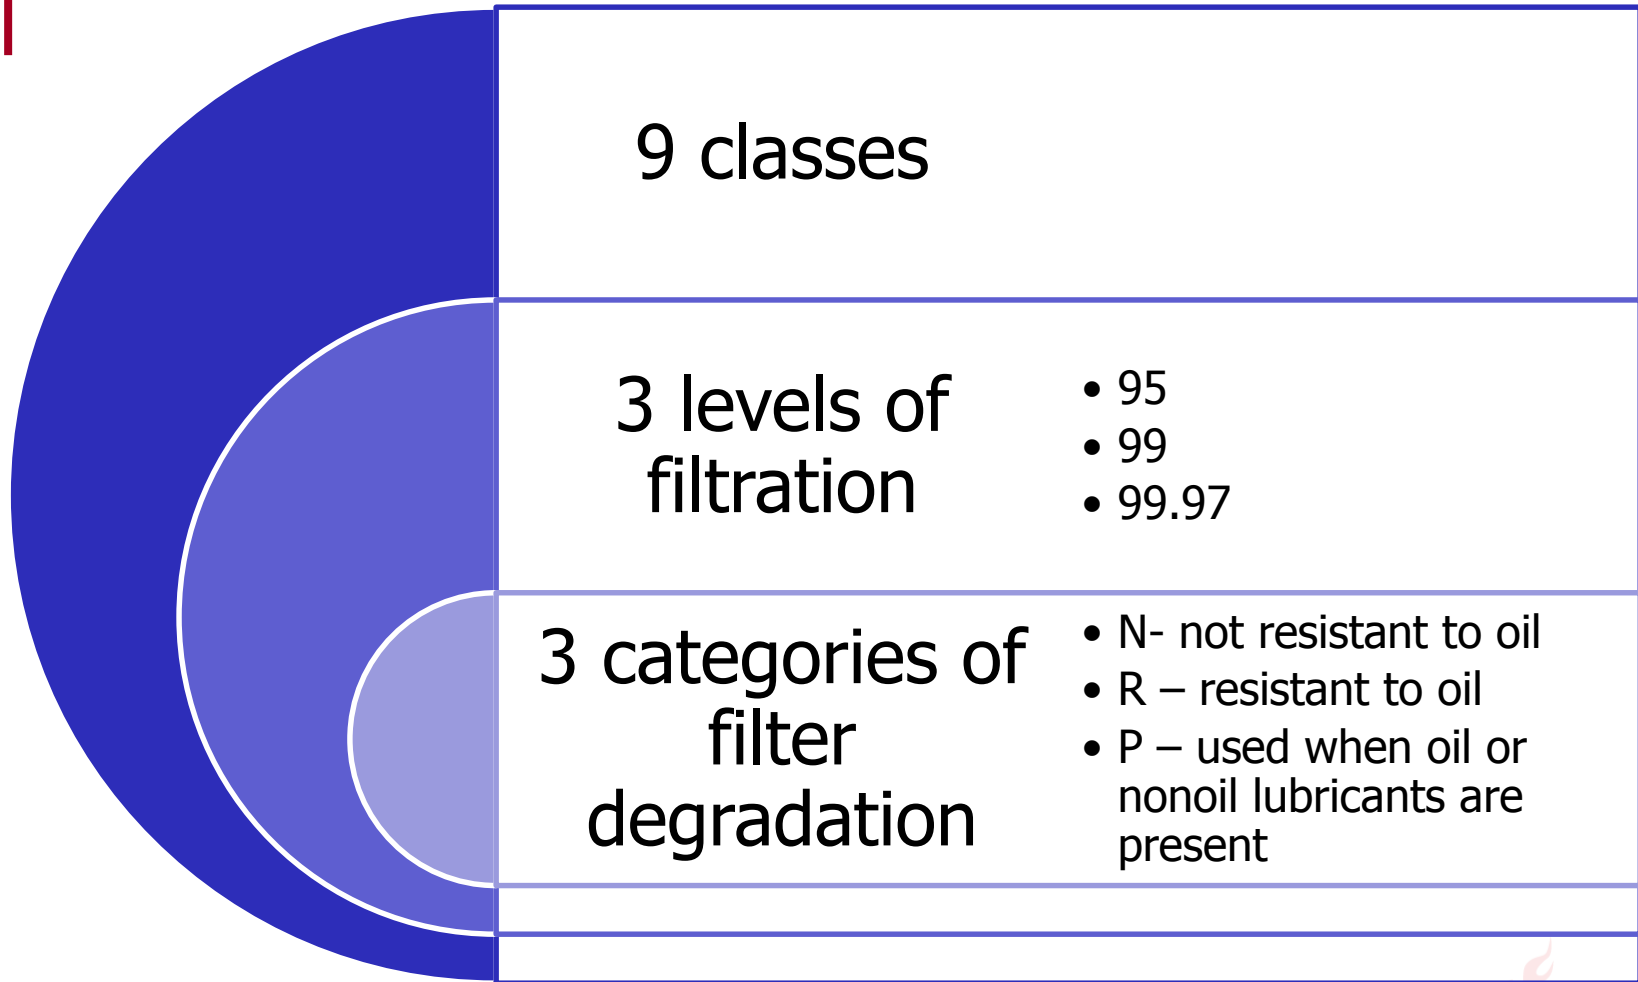 9 classes
3 levels of
filtration
• 95
• 99
• 99.97
3 categories of
filter
degradation
• N- not resistant to oil
• R – resistant to oil
• P – used when oil or
nonoil lubricants are
present